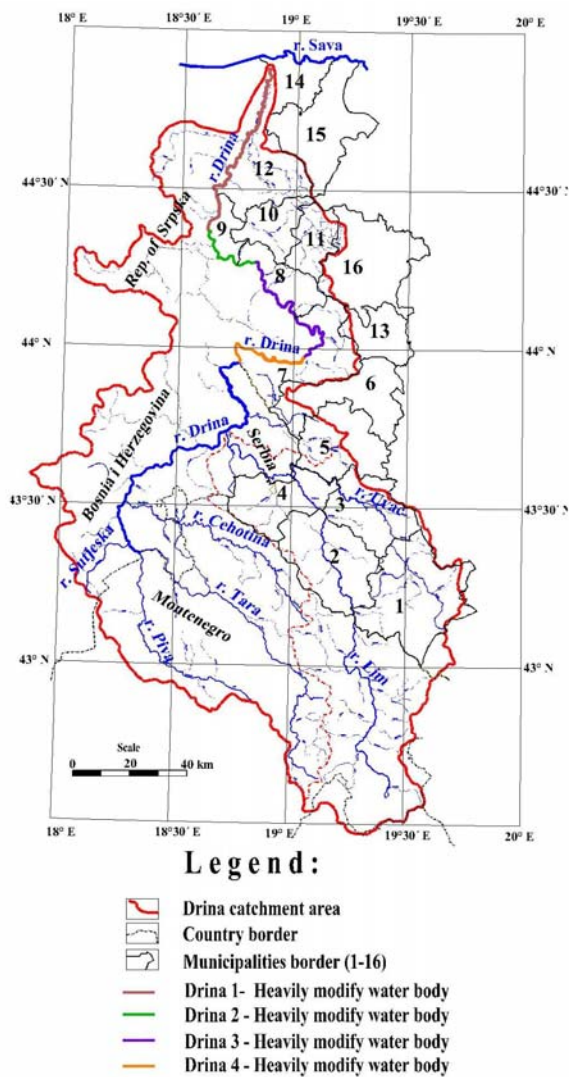 18° E 18°.30' E 19° E 19°.30' E 20° E
r. Sava
14
15
r.Drina
12
44°30' N 44°30' N
10
9
Rep. of Srpska
11
16
8
13
44° N 44° N
r. Drina
7
6
Bosnia i Herzegovina
r. Drina
Serbia
5
43°30' N 43°30' N
4
3
r. Uvac
r. Cehotina
2
r. Sutjeska
r. Tara
1
Montenegro
r. Piva
r. Lim
43° N 43° N
Scale
0 20 40 km
18° E 18°.30' E 19° E 19°30' E 20° E
Legend:
Drina catchment area
Country border
Municipalities border (1-16)
Drina 1- Heavily modify water body
Drina 2 - Heavily modify water body
Drina 3 - Heavily modify water body
Drina 4 - Heavily modify water body